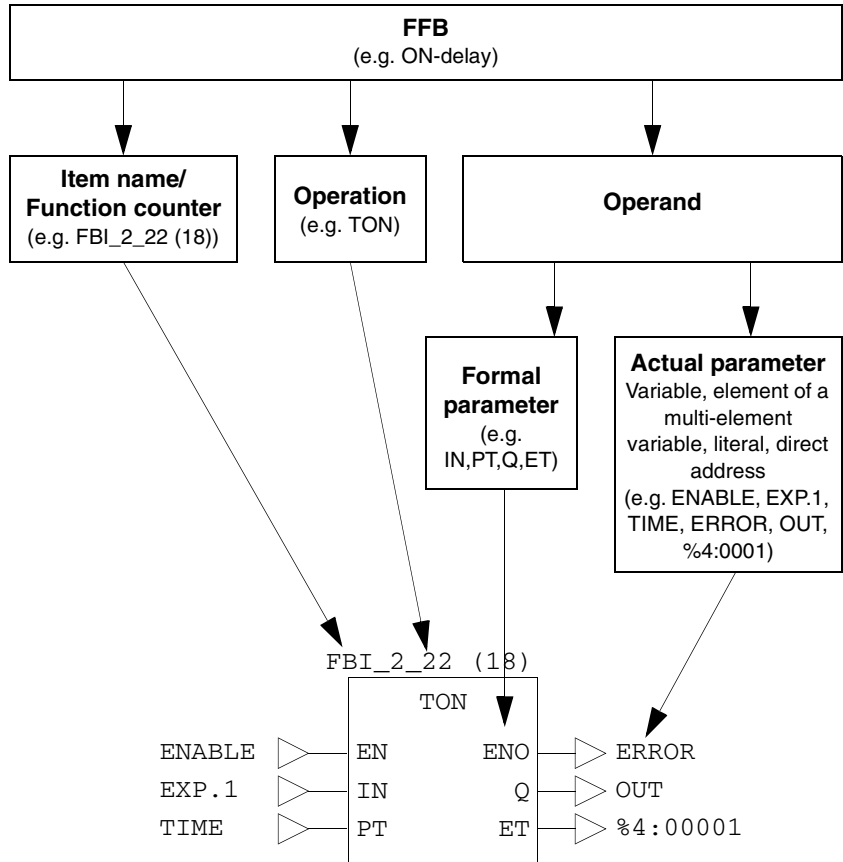 FFB
(e.g. ON-delay)
Item name/
Function counter
(e.g. FBI_2_22 (18))
Operation
(e.g. TON)
Operand
Formal
parameter
(e.g.
IN,PT,Q,ET)
Actual parameter
Variable, element of a
multi-element
variable, literal, direct
address
(e.g. ENABLE, EXP.1,
TIME, ERROR, OUT,
%4:0001)
FBI_2_22 (18)
TON
ENABLE EN ENO ERROR
EXP.1 IN Q OUT
TIME PT ET %4:00001